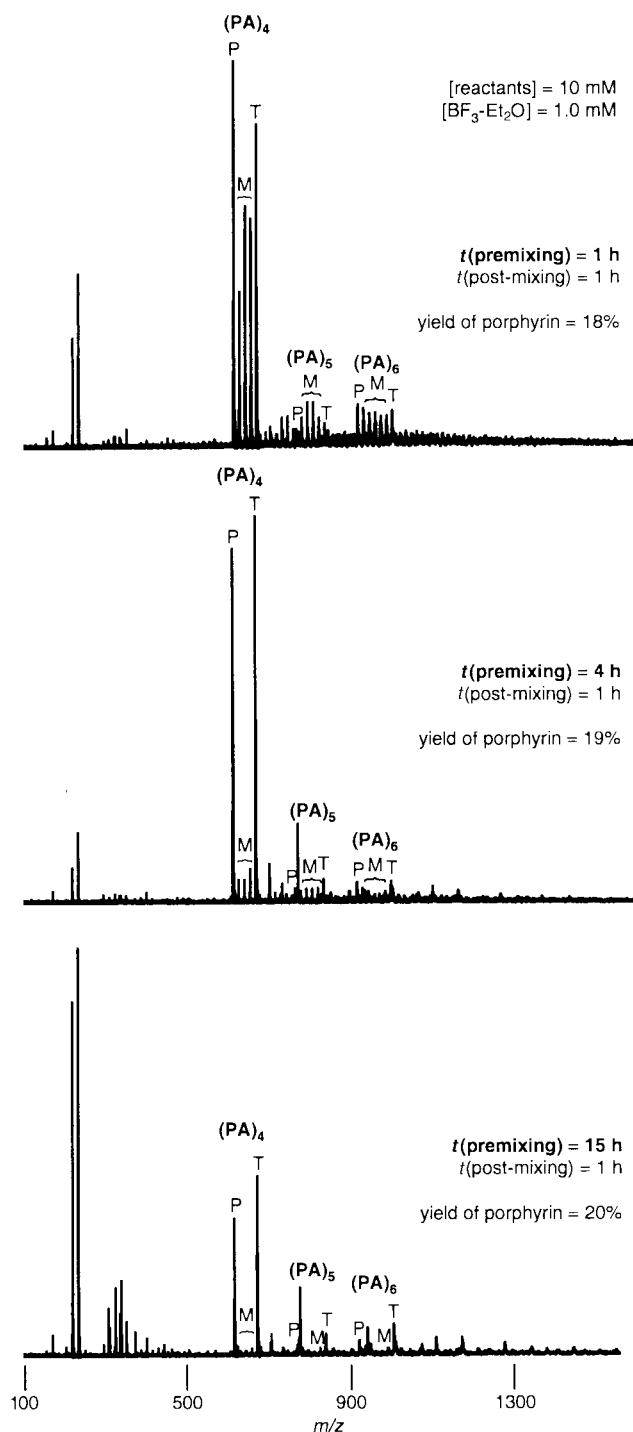 (PA)4
P
M
T
[reactants] = 10 mM
[BF3-Et2O] = 1.0 mM
t(premixing) = 1 h
t(post-mixing) = 1 h
yield of porphyrin = 18%
(PA)5
P M T
(PA)6
P M T
(PA)4
P
M
T
t(premixing) = 4 h
t(post-mixing) = 1 h
yield of porphyrin = 19%
(PA)5
P M T
(PA)6
P M T
(PA)4
P
M
T
t(premixing) = 15 h
t(post-mixing) = 1 h
yield of porphyrin = 20%
(PA)5
P M T
(PA)6
P M T
100 500 900 1300
m/z